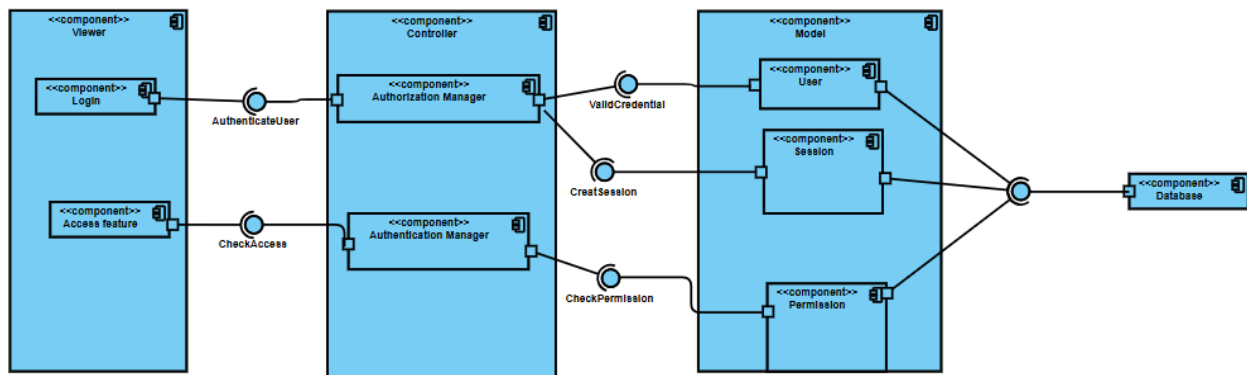 <<component>>
Viewer
<<component>>
Login
<<component>>
Access feature
AuthenticateUser
CheckAccess
<<component>>
Controller
<<component>>
Authorization Manager
<<component>>
Authentication Manager
ValidCredential
CreatSession
CheckPermission
<<component>>
Model
<<component>>
User
<<component>>
Session
<<component>>
Permission
<<component>>
Database